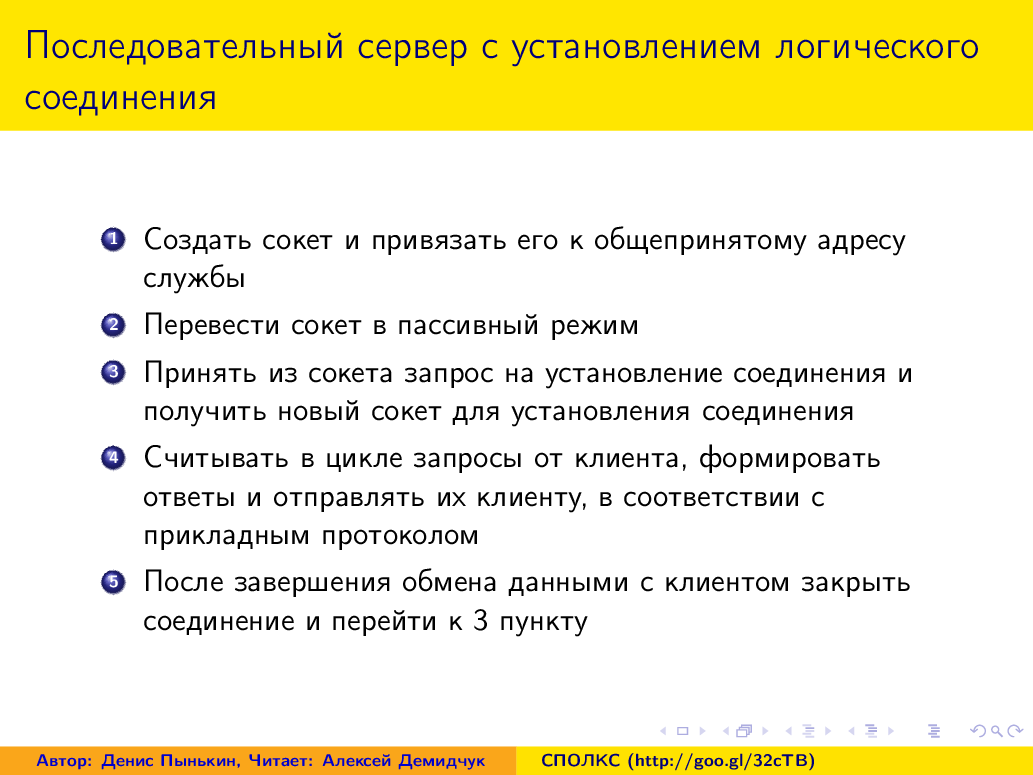 Последовательный сервер с установлением логического
соединения
1 Создать сокет и привязать его к общепринятому адресу
службы
2 Перевести сокет в пассивный режим
3 Принять из сокета запрос на установление соединения и
получить новый сокет для установления соединения
4 Считывать в цикле запросы от клиента, формировать
ответы и отправлять их клиенту, в соответствии с
прикладным протоколом
5 После завершения обмена данными с клиентом закрыть
соединение и перейти к 3 пункту
Автор: Денис Пынькин, Читает: Алексей Демидчук СПОЛКС (http://goo.gl/32cTB)